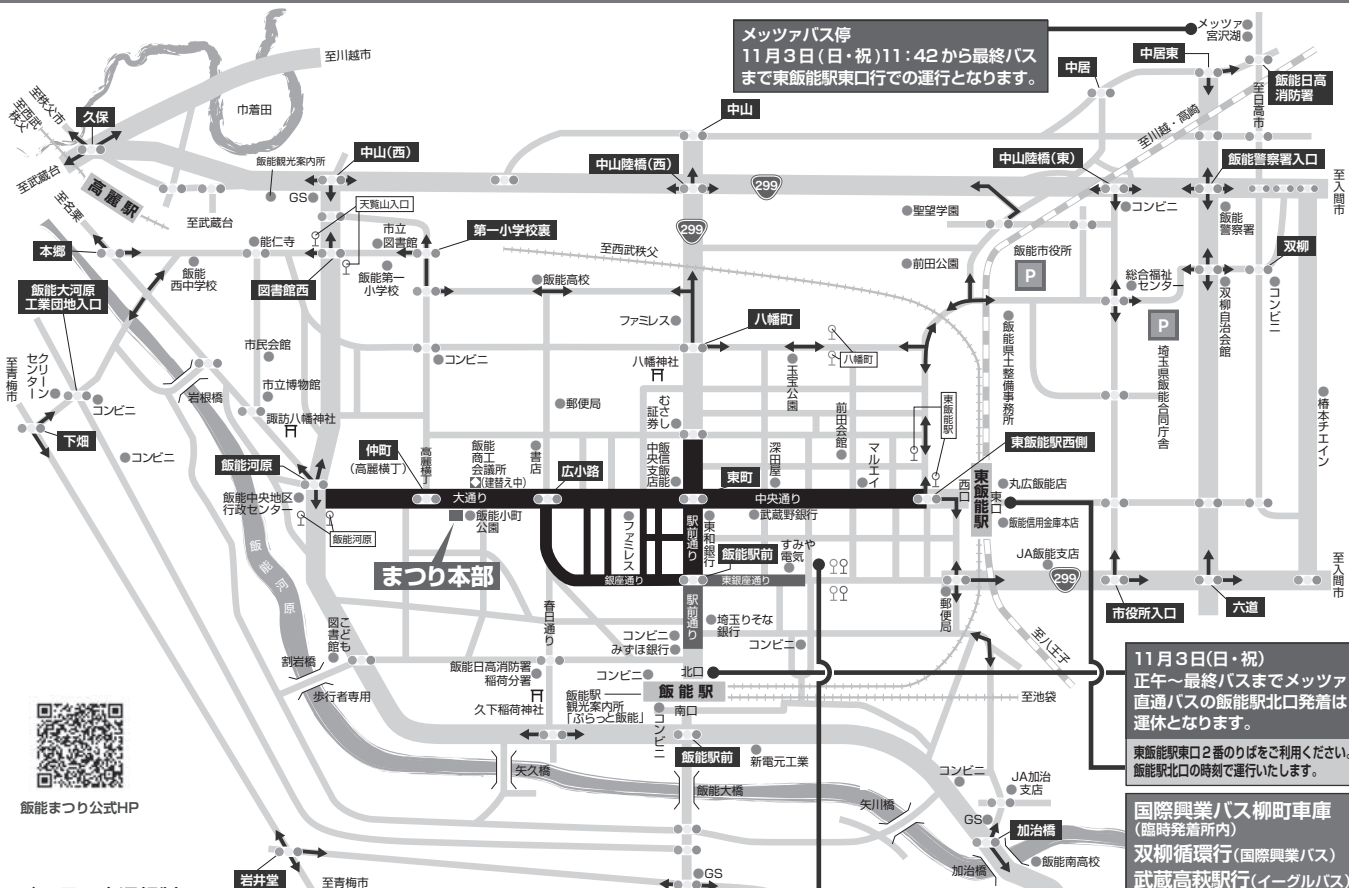 メッツァバス停
11月3日(日・祝)11:42から最終バス
まで東飯能駅東口行での運行となります。
メッツァ
宮沢湖
中居東
中居
飯能日高
消防署
至日高市
至川越・高崎
至川越市
巾着田
至秩父市
至西武
秩父
久保
至武蔵台
高麗駅
至名栗
飯能観光案内所
GS
中山(西)
天覧山入口
至武蔵台
中山
中山陸橋(西)
299
299
中山陸橋(東)
飯能警察署入口
至入間市
コンビニ
飯能
警察署
双柳
聖望学園
前田公園
飯能市役所
P
総合福祉
センター
双柳自治会館
コンビニ
P
埼玉県飯能合同庁舎
椿本チエイン
飯能県土整備事務所
本郷
能仁寺
市立
図書館
第一小学校裏
至西武秩父
飯能
西中学校
飯能第一
小学校
図書館西
飯能高校
飯能大河原
工業団地入口
ファミレス
八幡町
八幡神社
八幡町
玉宝公園
至青梅市
クリーン
センター
コンビニ
下畑
コンビニ
市民会館
市立博物館
岩根橋
諏訪八幡神社
コンビニ
郵便局
むさし
証券
飯能信金
中央支店
前田会館
深田屋
マルエイ
東飯能駅
東飯能駅西側
飯能河原
仲町
(高麗横丁)
高麗横丁
飯能
商工
会議所
(建替え中)
書店
広小路
東町
大通り
中央通り
西口
東飯能駅
東口
丸広飯能店
飯能信用金庫本店
JA飯能支店
299
至入間市
飯能中央地区
行政センター
飯能河原
飯能小町
公園
まつり本部
ファミレス
駅前通り
東和銀行
武蔵野銀行
飯能駅前
すみや
電気
銀座通り
東銀座通り
郵便局
市役所入口
六道
飯能河原
こども
図書館
割岩橋
歩行者専用
春日通り
駅前通り
埼玉りそな
銀行
コンビニ
みずほ銀行
コンビニ
至八王子
飯能日高消防署
稲荷分署
コンビニ
北口
飯能駅
南口
至池袋
久下稲荷神社
飯能駅
観光案内所
「ぷらっと飯能」
コンビニ
飯能駅前
新電元工業
矢久橋
飯能大橋
矢川橋
コンビニ
JA加治
支店
GS
加治橋
加治橋
飯能南高校
飯能まつり公式HP
岩井堂
至青梅市
GS
11月3日(日・祝)
正午〜最終バスまでメッツァ
直通バスの飯能駅北口発着は
運休となります。
東飯能駅東口2番のりばをご利用ください。
飯能駅北口の時刻で運行いたします。
国際興業バス柳町車庫
(臨時発着所内)
双柳循環行(国際興業バス)
武蔵高萩駅行(イーグルバス)